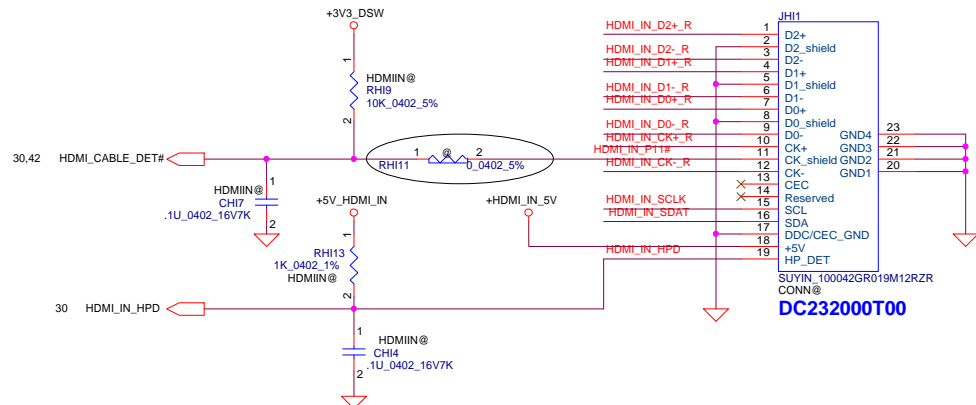 +3V3_DSW
HDMIIN@
RHI9
10K_0402_5%
1
2
30,42 HDMI_CABLE_DET#
1
HDMIIN@
CHI7
.1U_0402_16V7K
2
RHI11 1 @ 2 0_0402_5%
+5V_HDMI_IN
1
RHI13
1K_0402_1%
HDMIIN@
2
+HDMI_IN_5V
30 HDMI_IN_HPD
1
HDMIIN@
CHI4
.1U_0402_16V7K
2
JHI1
HDMI_IN_D2+_R 1 D2+
2 D2_shield
HDMI_IN_D2-_R 3 D2-
HDMI_IN_D1+_R 4 D1+
5 D1_shield
HDMI_IN_D1-_R 6 D1-
HDMI_IN_D0+_R 7 D0+
8 D0_shield
HDMI_IN_D0-_R 9 D0- GND4 23
HDMI_IN_CK+_R 10 CK+ GND3 22
HDMI_IN_P11# 11 CK_shield GND2 21
HDMI_IN_CK-_R 12 CK- GND1 20
13 CEC
14 Reserved
HDMI_IN_SCLK 15 SCL
HDMI_IN_SDAT 16 SDA
17 DDC/CEC_GND
18 +5V
HDMI_IN_HPD 19 HP_DET
SUYIN_100042GR019M12RZR
CONN@
DC232000T00